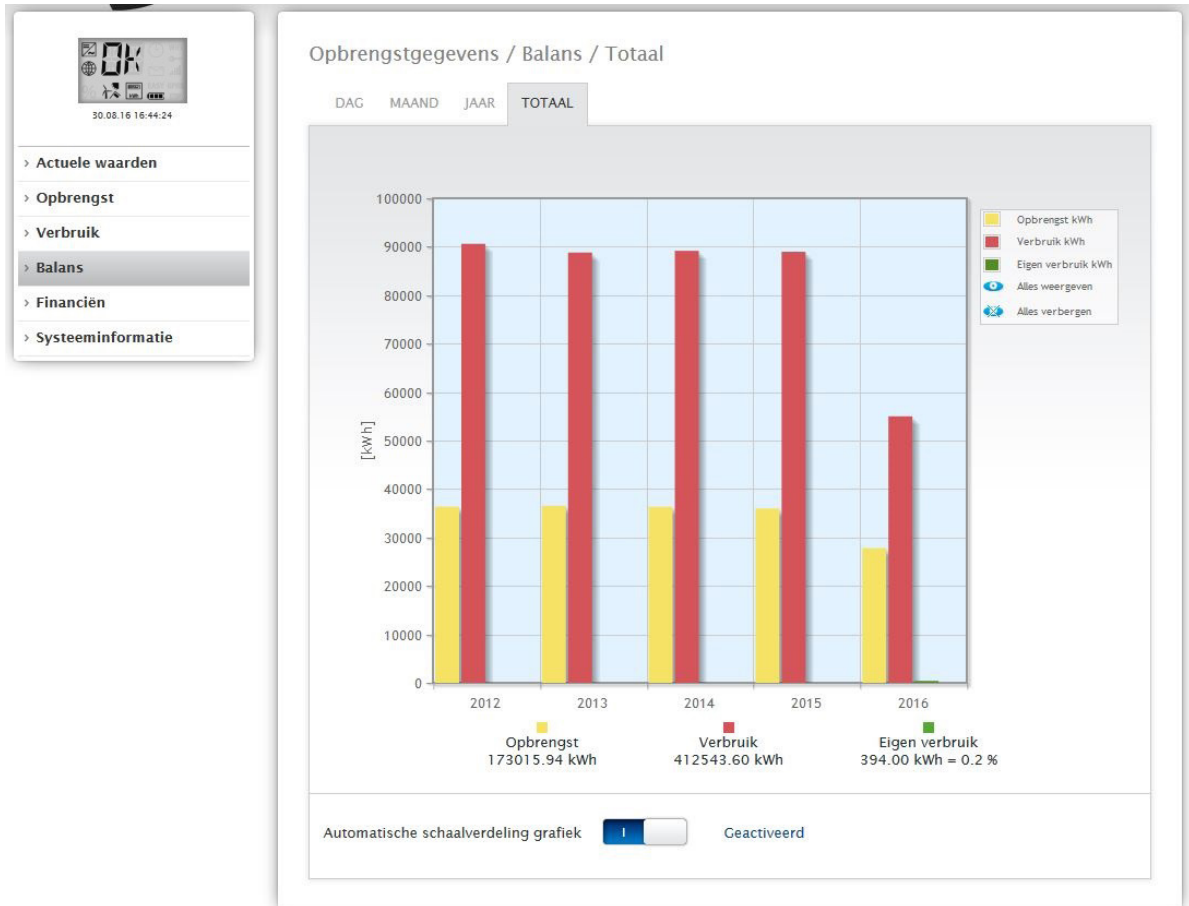 OK
30.08.16 16:44:24
› Actuele waarden
› Opbrengst
› Verbruik
› Balans
› Financiën
› Systeeminformatie
Opbrengstgegevens / Balans / Totaal
DAG MAAND JAAR TOTAAL
100000
90000
80000
70000
60000
50000
40000
30000
20000
10000
0
[kWh]
2012 2013 2014 2015 2016
Opbrengst kWh
Verbruik kWh
Eigen verbruik kWh
Alles weergeven
Alles verbergen
Opbrengst
173015.94 kWh
Verbruik
412543.60 kWh
Eigen verbruik
394.00 kWh = 0.2 %
Automatische schaalverdeling grafiek I Geactiveerd